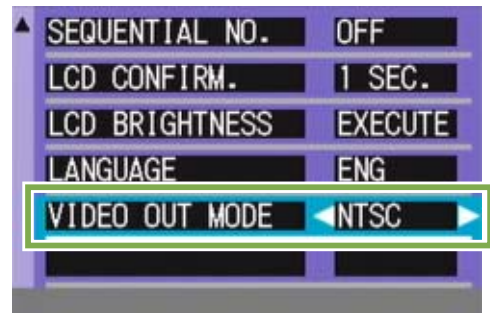 SEQUENTIAL NO. OFF
LCD CONFIRM. 1 SEC.
LCD BRIGHTNESS EXECUTE
LANGUAGE ENG
VIDEO OUT MODE NTSC